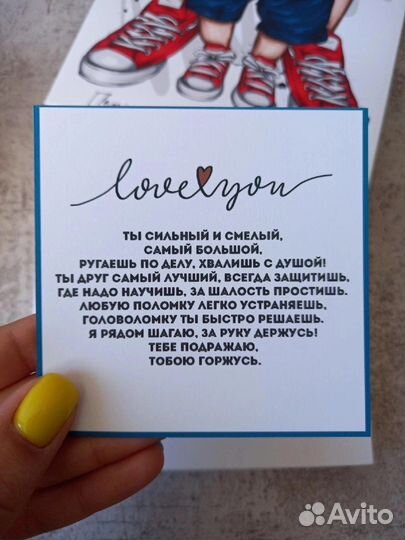 love you
ТЫ СИЛЬНЫЙ И СМЕЛЫЙ,
САМЫЙ БОЛЬШОЙ,
РУГАЕШЬ ПО ДЕЛУ, ХВАЛИШЬ С ДУШОЙ!
ТЫ ДРУГ САМЫЙ ЛУЧШИЙ, ВСЕГДА ЗАЩИТИШЬ,
ГДЕ НАДО НАУЧИШЬ, ЗА ШАЛОСТЬ ПРОСТИШЬ.
ЛЮБУЮ ПОЛОМКУ ЛЕГКО УСТРАНЯЕШЬ,
ГОЛОВОЛОМКУ ТЫ БЫСТРО РЕШАЕШЬ.
Я РЯДОМ ШАГАЮ, ЗА РУКУ ДЕРЖУСЬ!
ТЕБЕ ПОДРАЖАЮ,
ТОБОЮ ГОРЖУСЬ.
Avito